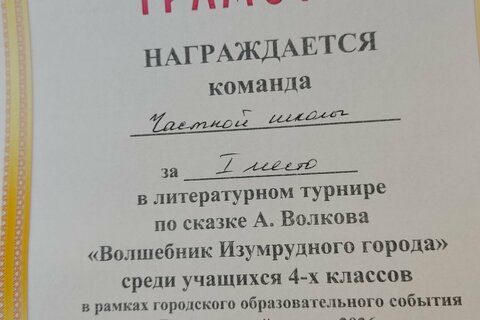 НАГРАЖДАЕТСЯ
команда
Частной школы
за I место
в литературном турнире
по сказке А. Волкова
«Волшебник Изумрудного города»
среди учащихся 4-х классов
в рамках городского образовательного события